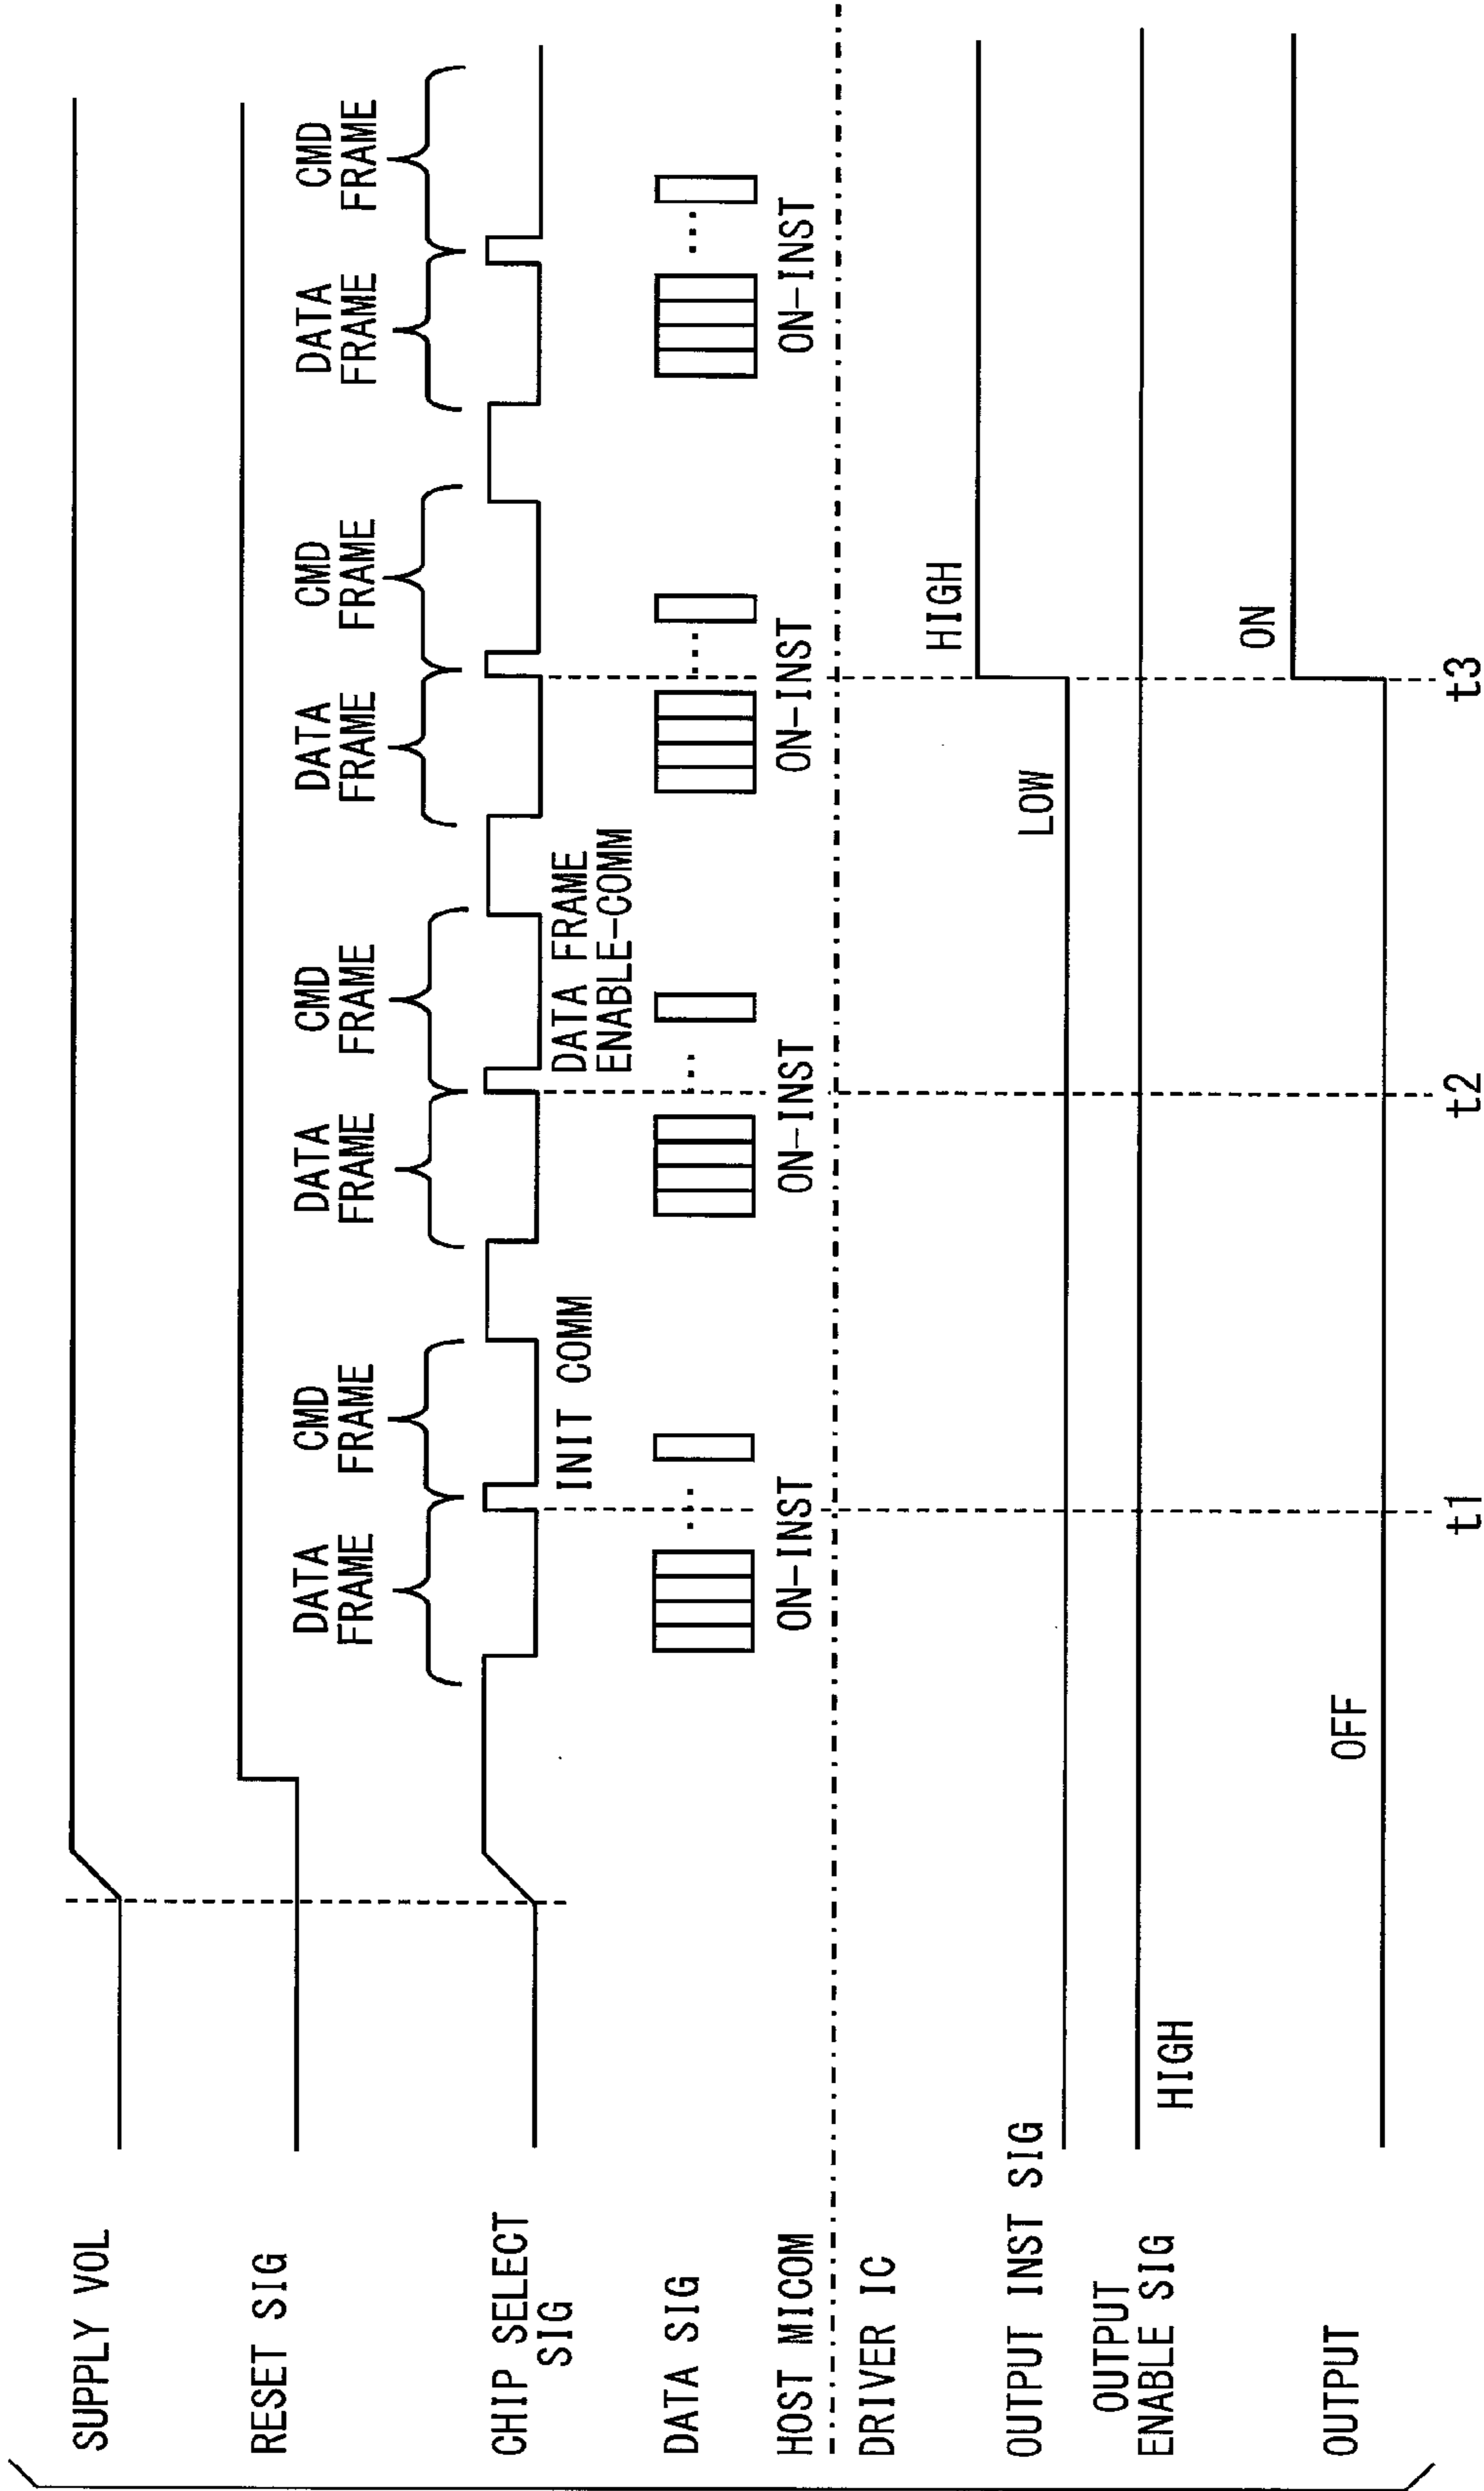 SUPPLY VOL
RESET SIG
DATA
FRAME
CMD
FRAME
DATA
FRAME
CMD
FRAME
DATA
FRAME
CMD
FRAME
DATA
FRAME
CMD
FRAME
CHIP SELECT
SIG
INIT COMM
DATA FRAME
ENABLE-COMM
DATA SIG
...
...
...
...
HOST MICOM
ON-INST
ON-INST
ON-INST
ON-INST
DRIVER IC
OUTPUT INST SIG
LOW
HIGH
OUTPUT
ENABLE SIG
HIGH
OUTPUT
OFF
ON
t1
t2
t3